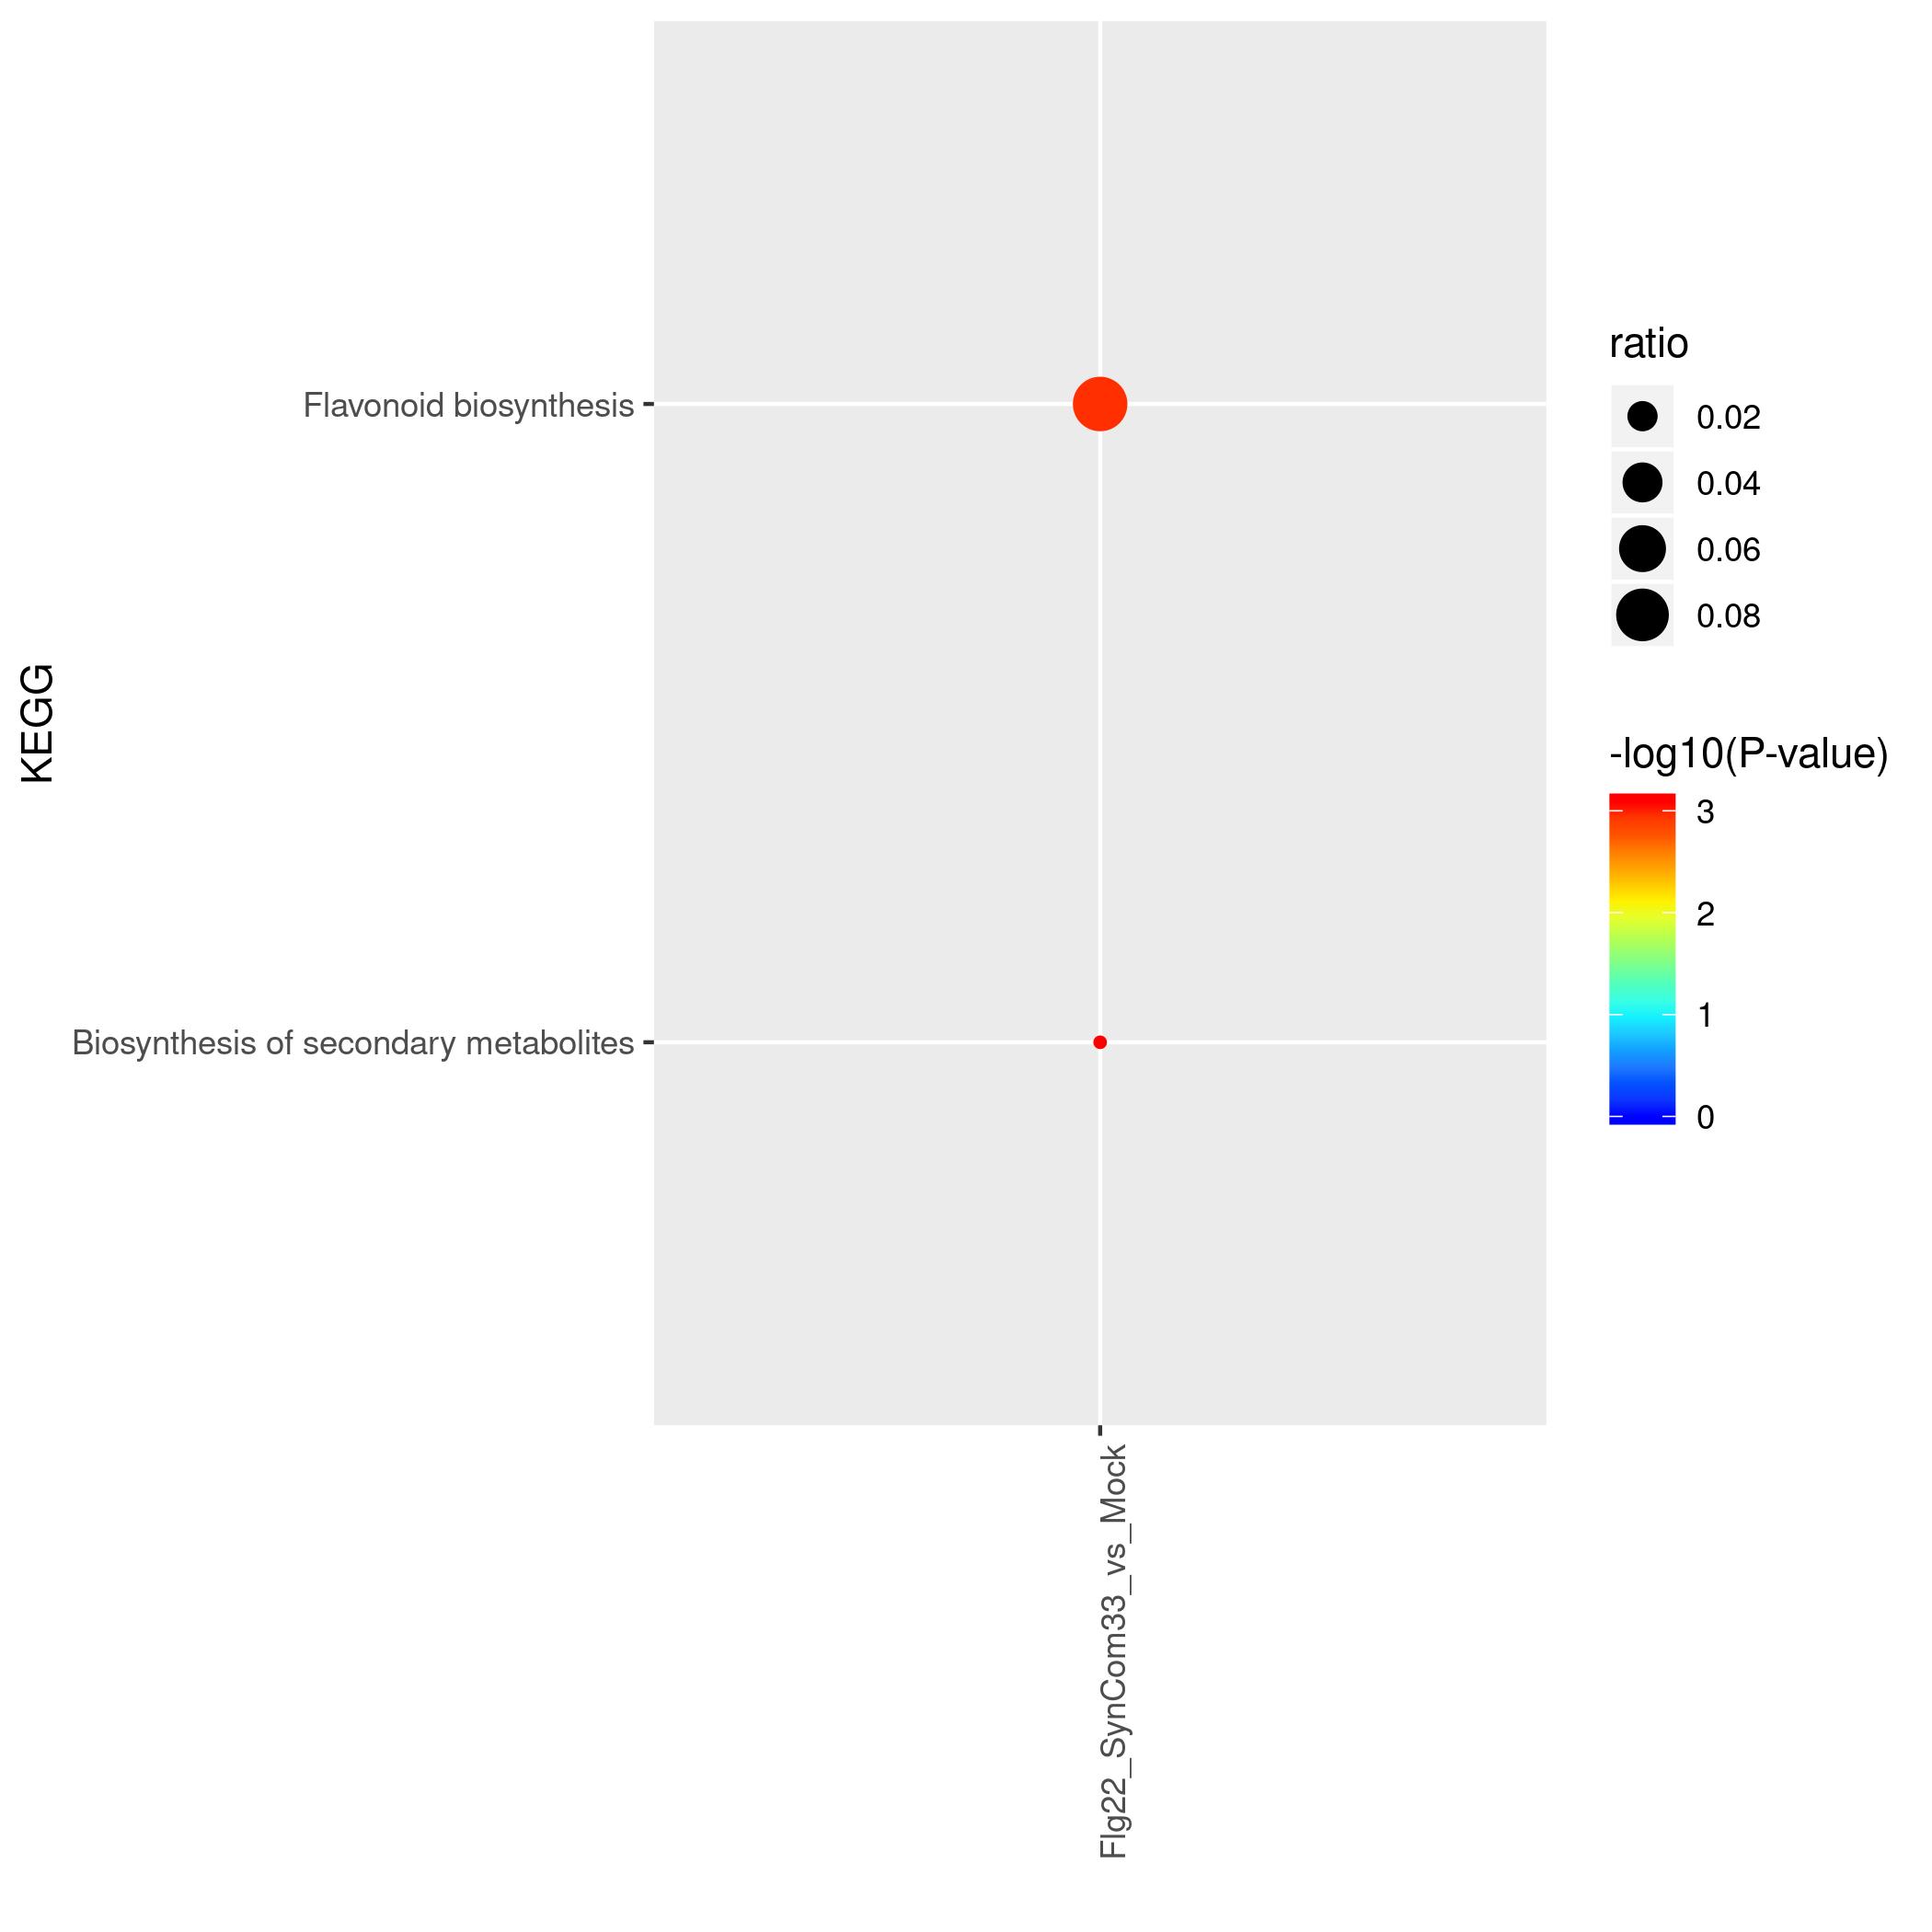 KEGG
Flavonoid biosynthesis
Biosynthesis of secondary metabolites
Flg22_SynCom33_vs_Mock
ratio
0.02
0.04
0.06
0.08
-log10(P-value)
3
2
1
0